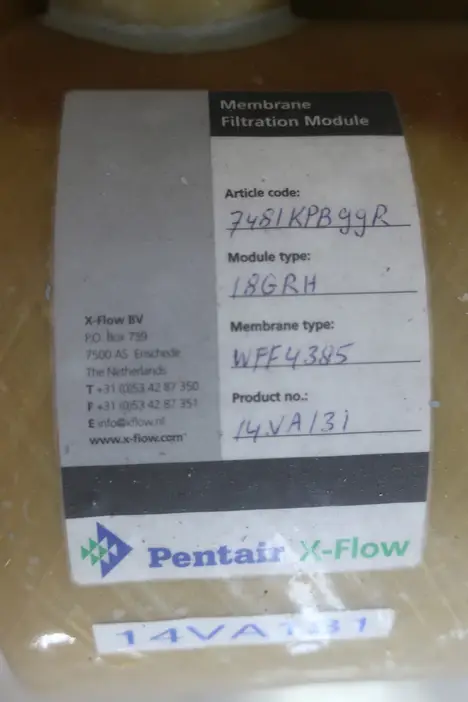 Membrane
Filtration Module
Article code:
7481KPBggR
Module type:
18GRH
Membrane type:
WFF4385
Product no.:
14VA131
X-Flow BV
P.O. Box 739
7500 AS Enschede
The Netherlands
T +31 (0)53 42 87 350
F +31 (0)53 42 87 351
E info@xflow.nl
www.x-flow.com
Pentair X-Flow
14VA131